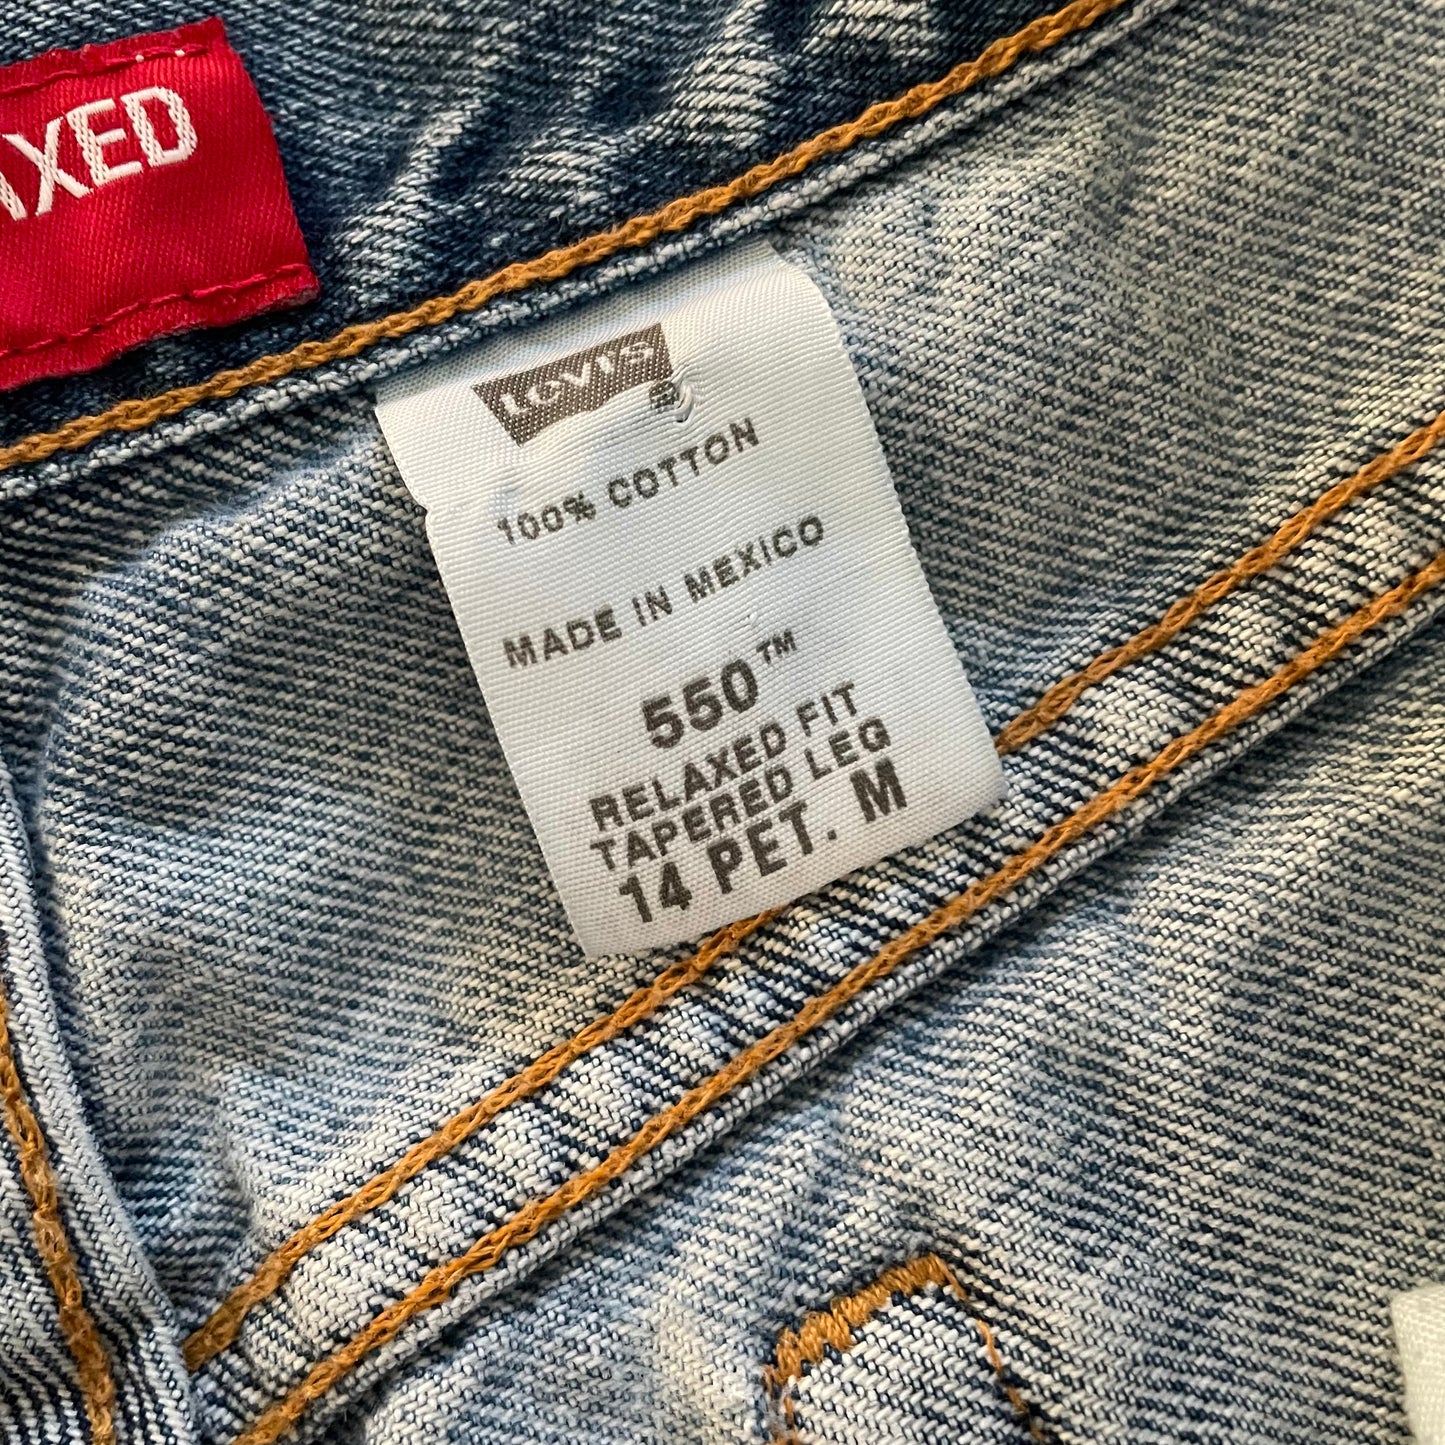 AXED
Levi's
100% COTTON
MADE IN MEXICO
550™
RELAXED FIT
TAPERED LEG
14 PET. M